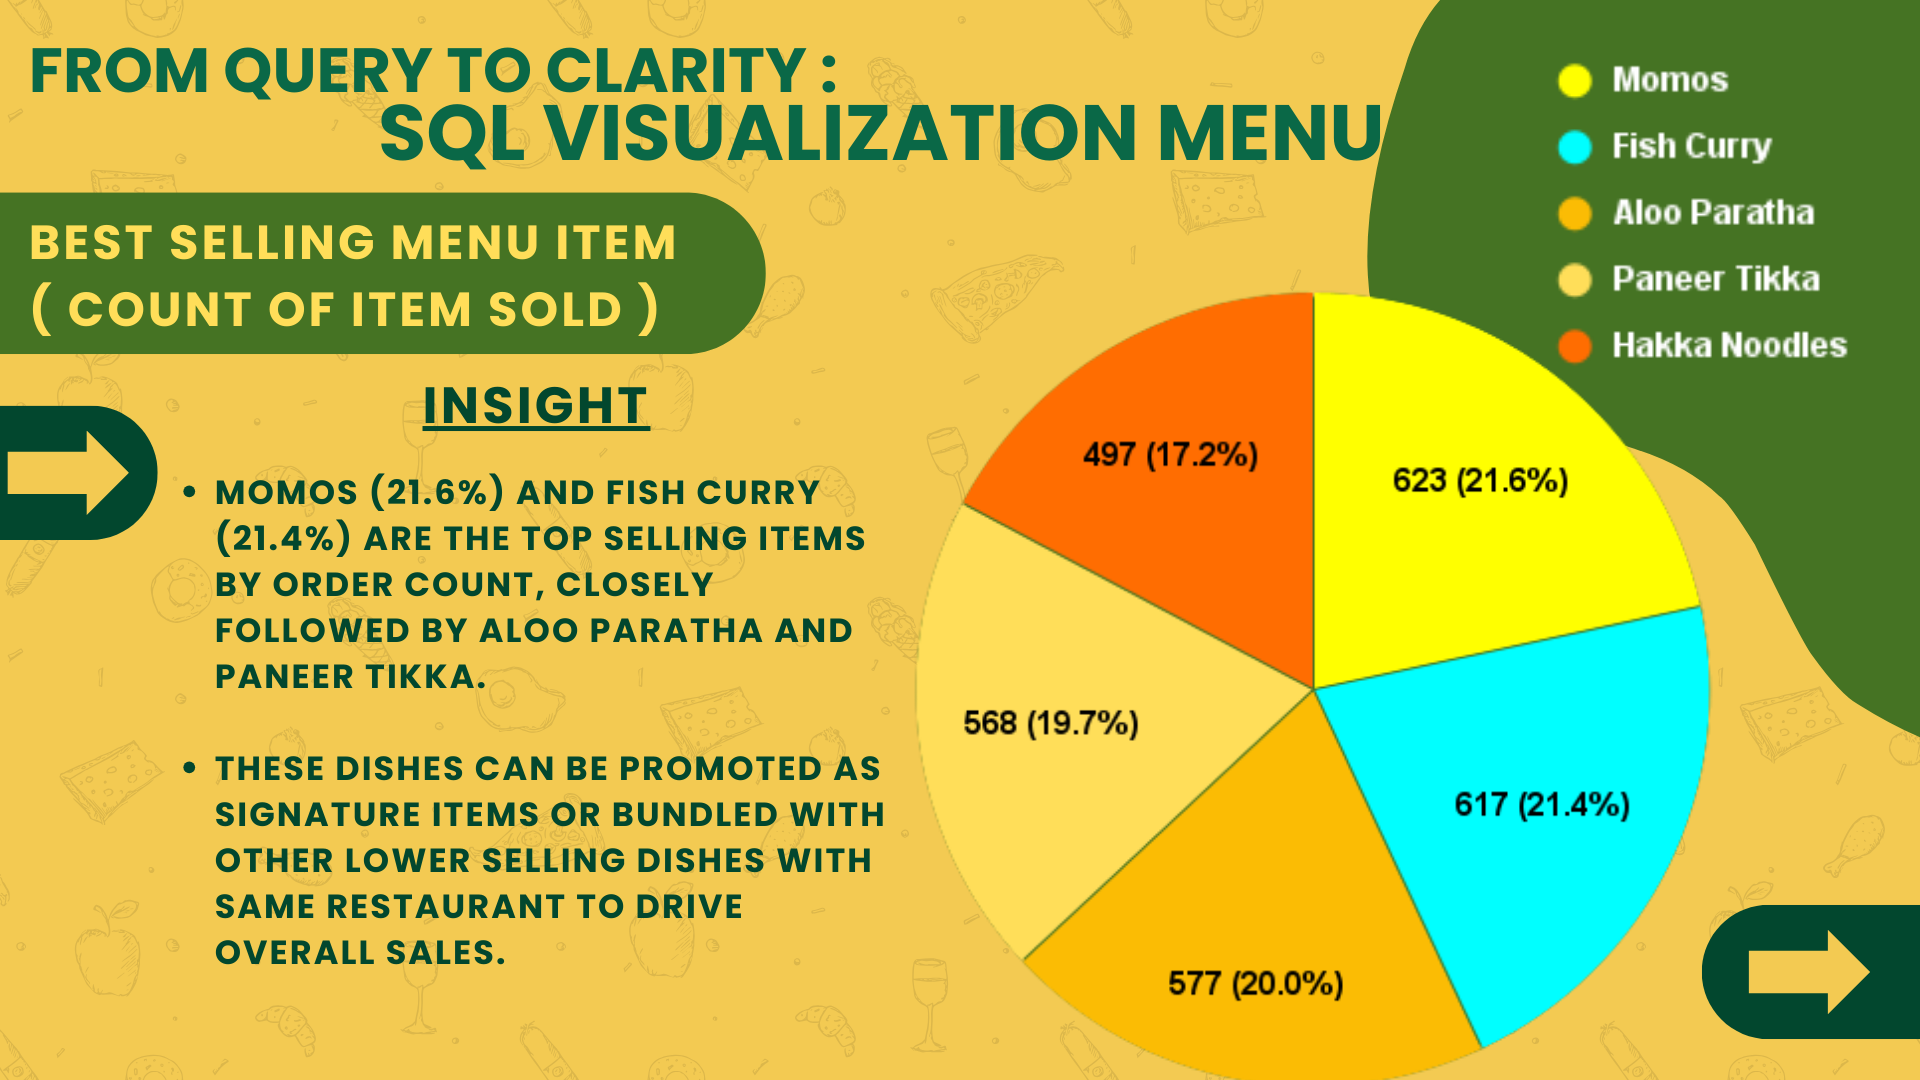 FROM QUERY TO CLARITY :
SQL VISUALIZATION MENU
BEST SELLING MENU ITEM
( COUNT OF ITEM SOLD )
INSIGHT
• MOMOS (21.6%) AND FISH CURRY
(21.4%) ARE THE TOP SELLING ITEMS
BY ORDER COUNT, CLOSELY
FOLLOWED BY ALOO PARATHA AND
PANEER TIKKA.
• THESE DISHES CAN BE PROMOTED AS
SIGNATURE ITEMS OR BUNDLED WITH
OTHER LOWER SELLING DISHES WITH
SAME RESTAURANT TO DRIVE
OVERALL SALES.
Momos
Fish Curry
Aloo Paratha
Paneer Tikka
Hakka Noodles
497 (17.2%)
623 (21.6%)
568 (19.7%)
617 (21.4%)
577 (20.0%)